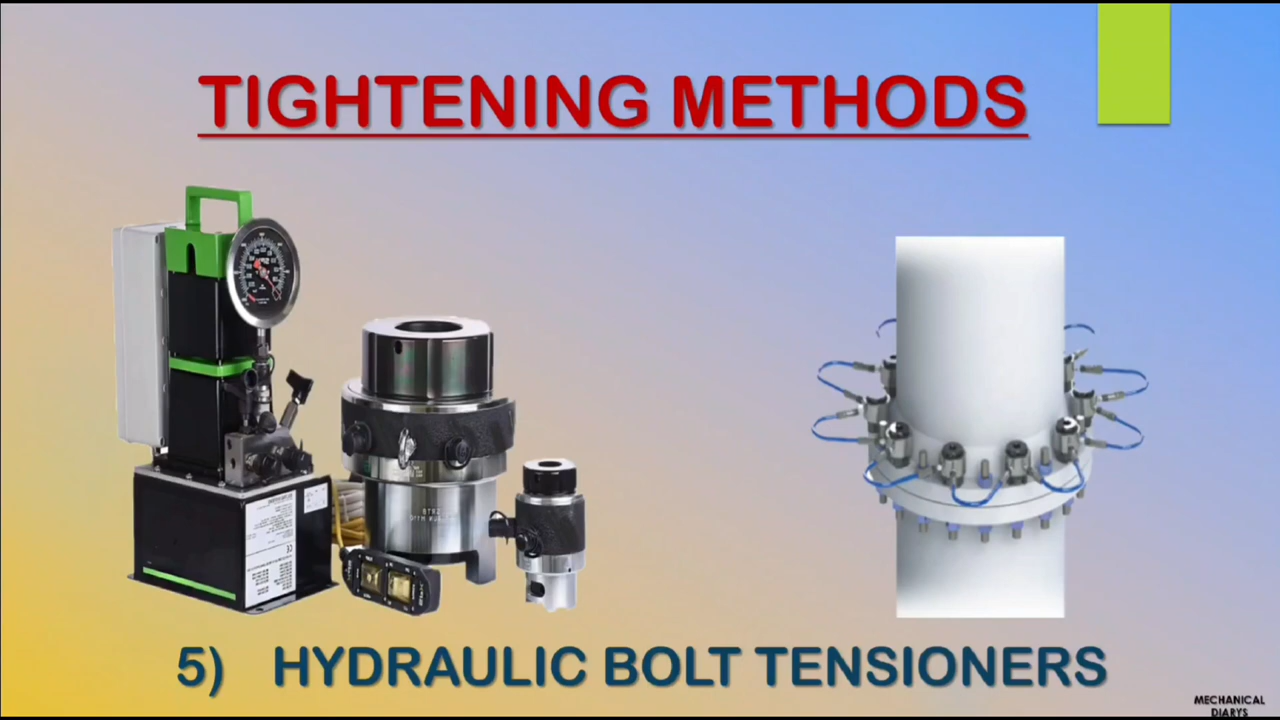 TIGHTENING METHODS
5) HYDRAULIC BOLT TENSIONERS
MECHANICAL
DIARYS